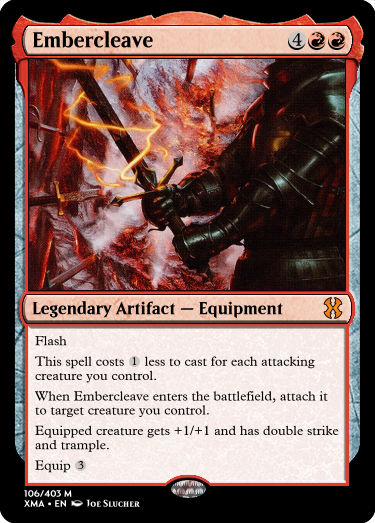 Embercleave 4
Legendary Artifact — Equipment
Flash
This spell costs 1 less to cast for each attacking
creature you control.
When Embercleave enters the battlefield, attach it
to target creature you control.
Equipped creature gets +1/+1 and has double strike
and trample.
Equip 3
106/403 M
XMA • EN Joe Slucher